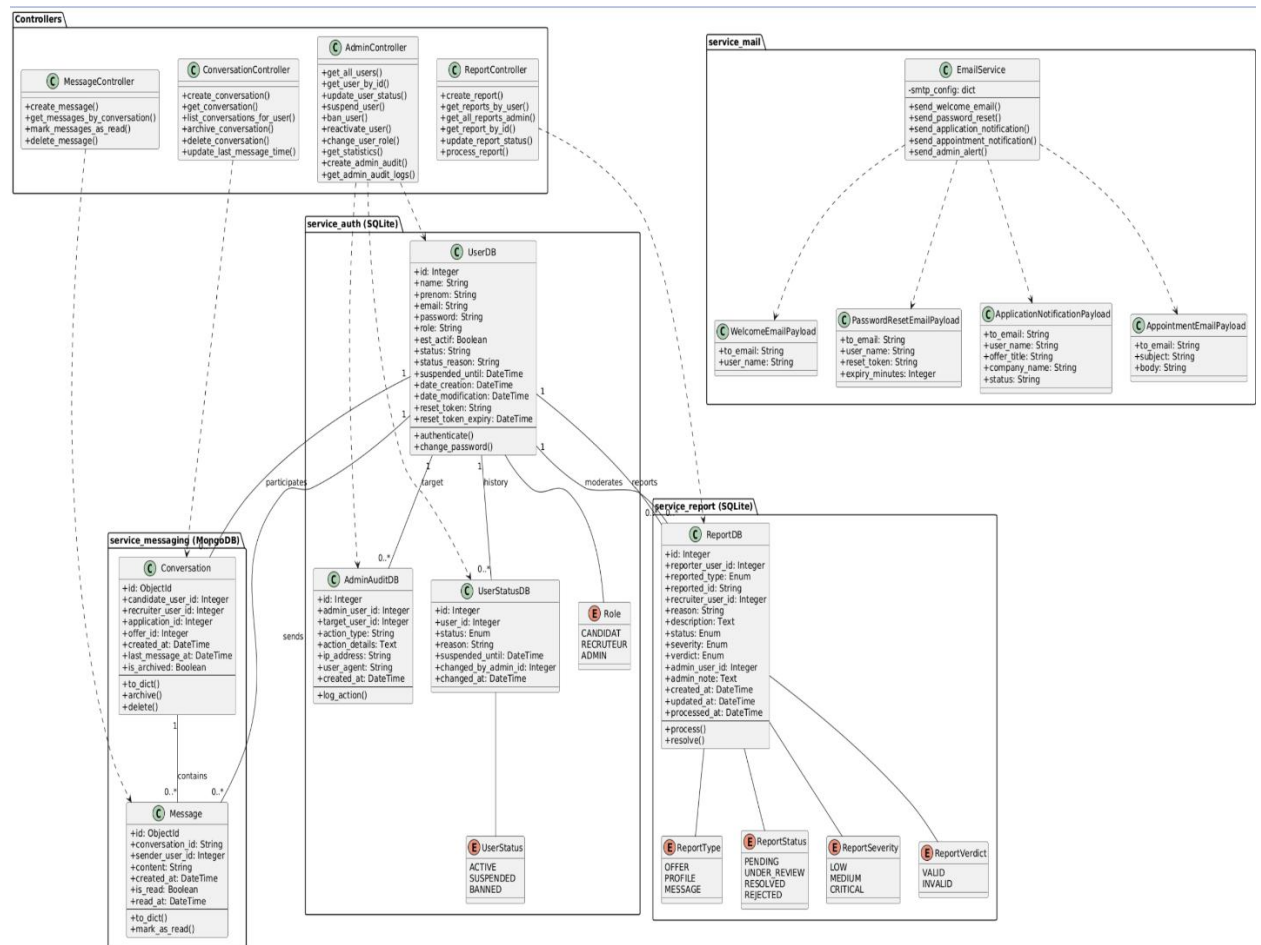 Controllers
C MessageController
+create_message()
+get_messages_by_conversation()
+mark_messages_as_read()
+delete_message()
C ConversationController
+create_conversation()
+get_conversation()
+list_conversations_for_user()
+archive_conversation()
+delete_conversation()
+update_last_message_time()
C AdminController
+get_all_users()
+get_user_by_id()
+update_user_status()
+suspend_user()
+ban_user()
+reactivate_user()
+change_user_role()
+get_statistics()
+create_admin_audit()
+get_admin_audit_logs()
C ReportController
+create_report()
+get_reports_by_user()
+get_all_reports_admin()
+get_report_by_id()
+update_report_status()
+process_report()
service_mail
C EmailService
-smtp_config: dict
+send_welcome_email()
+send_password_reset()
+send_application_notification()
+send_appointment_notification()
+send_admin_alert()
C WelcomeEmailPayload
+to_email: String
+user_name: String
C PasswordResetEmailPayload
+to_email: String
+user_name: String
+reset_token: String
+expiry_minutes: Integer
C ApplicationNotificationPayload
+to_email: String
+user_name: String
+offer_title: String
+company_name: String
+status: String
C AppointmentEmailPayload
+to_email: String
+subject: String
+body: String
service_auth (SQLite)
C UserDB
+id: Integer
+name: String
+prenom: String
+email: String
+password: String
+role: String
+est_actif: Boolean
+status: String
+status_reason: String
+suspended_until: DateTime
+date_creation: DateTime
+date_modification: DateTime
+reset_token: String
+reset_token_expiry: DateTime
+authenticate()
+change_password()
1
1
1
1
1
1
participates
target
history
moderates
reports
sends
0..*
0..*
C AdminAuditDB
+id: Integer
+admin_user_id: Integer
+target_user_id: Integer
+action_type: String
+action_details: Text
+ip_address: String
+user_agent: String
+created_at: DateTime
+log_action()
C UserStatusDB
+id: Integer
+user_id: Integer
+status: Enum
+reason: String
+suspended_until: DateTime
+changed_by_admin_id: Integer
+changed_at: DateTime
E Role
CANDIDAT
RECRUTEUR
ADMIN
E UserStatus
ACTIVE
SUSPENDED
BANNED
service_messaging (MongoDB)
C Conversation
+id: ObjectId
+candidate_user_id: Integer
+recruiter_user_id: Integer
+application_id: Integer
+offer_id: Integer
+created_at: DateTime
+last_message_at: DateTime
+is_archived: Boolean
+to_dict()
+archive()
+delete()
1
contains
0..*
0..*
C Message
+id: ObjectId
+conversation_id: String
+sender_user_id: Integer
+content: String
+created_at: DateTime
+is_read: Boolean
+read_at: DateTime
+to_dict()
+mark_as_read()
service_report (SQLite)
C ReportDB
+id: Integer
+reporter_user_id: Integer
+reported_type: Enum
+reported_id: String
+recruiter_user_id: Integer
+reason: String
+description: Text
+status: Enum
+severity: Enum
+verdict: Enum
+admin_user_id: Integer
+admin_note: Text
+created_at: DateTime
+updated_at: DateTime
+processed_at: DateTime
+process()
+resolve()
E ReportType
OFFER
PROFILE
MESSAGE
E ReportStatus
PENDING
UNDER_REVIEW
RESOLVED
REJECTED
E ReportSeverity
LOW
MEDIUM
CRITICAL
E ReportVerdict
VALID
INVALID